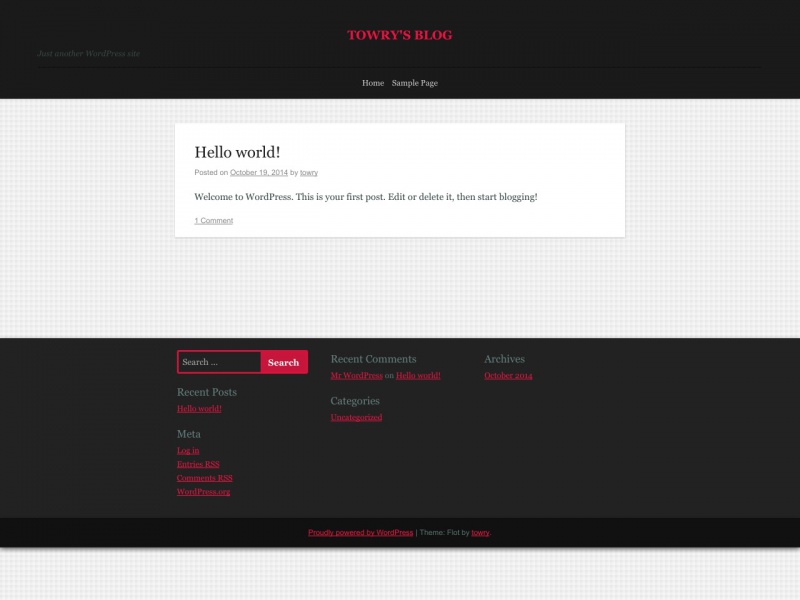 TOWRY'S BLOG
Just another WordPress site
Home Sample Page
Hello world!
Posted on October 19, 2014 by towry
Welcome to WordPress. This is your first post. Edit or delete it, then start blogging!
1 Comment
Search ... Search
Recent Posts
Hello world!
Meta
Log in
Entries RSS
Comments RSS
WordPress.org
Recent Comments
Mr WordPress on Hello world!
Categories
Uncategorized
Archives
October 2014
Proudly powered by WordPress | Theme: Flot by towry.